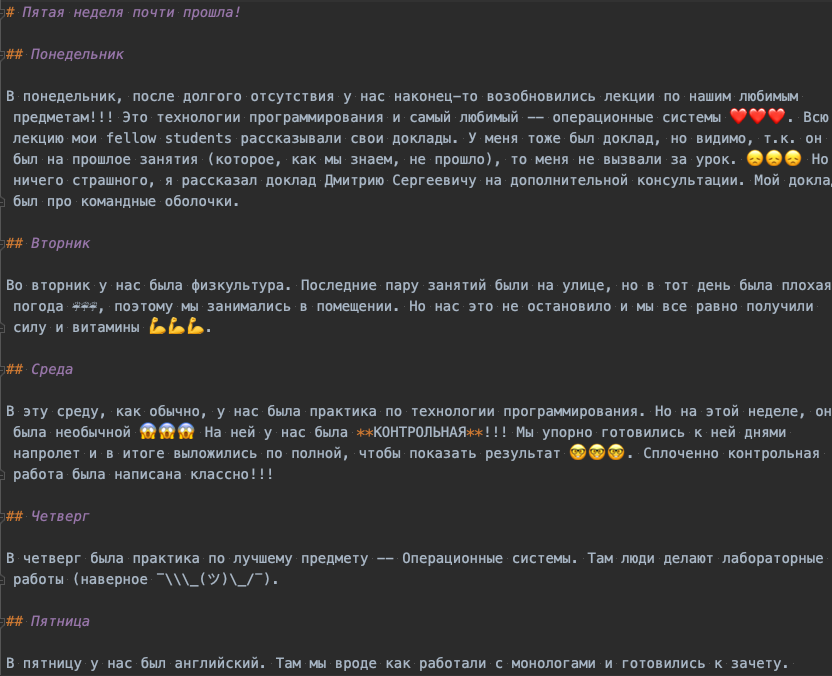 # Пятая неделя почти прошла!
## Понедельник
В понедельник, после долгого отсутствия у нас наконец-то возобновились лекции по нашим любимым
предметам!!! Это технологии программирования и самый любимый -- операционные системы ❤️❤️❤️. Всю
лекцию мои fellow students рассказывали свои доклады. У меня тоже был доклад, но видимо, т.к. он
был на прошлое занятия (которое, как мы знаем, не прошло), то меня не вызвали за урок. 😞😞😞 Но
ничего страшного, я рассказал доклад Дмитрию Сергеевичу на дополнительной консультации. Мой докла
был про командные оболочки.
## Вторник
Во вторник у нас была физкультура. Последние пару занятий были на улице, но в тот день была плохая
погода ☔☔☔, поэтому мы занимались в помещении. Но нас это не остановило и мы все равно получили
силу и витамины 💪💪💪.
## Среда
В эту среду, как обычно, у нас была практика по технологии программирования. Но на этой неделе, он
была необычной 😱😱😱 На ней у нас была **КОНТРОЛЬНАЯ**!!! Мы упорно готовились к ней днями
напролет и в итоге выложились по полной, чтобы показать результат 🤓🤓🤓. Сплоченно контрольная
работа была написана классно!!!
## Четверг
В четверг была практика по лучшему предмету -- Операционные системы. Там люди делают лабораторные
работы (наверное ¯\\\_(ツ)\_/¯).
## Пятница
В пятницу у нас был английский. Там мы вроде как работали с монологами и готовились к зачету.